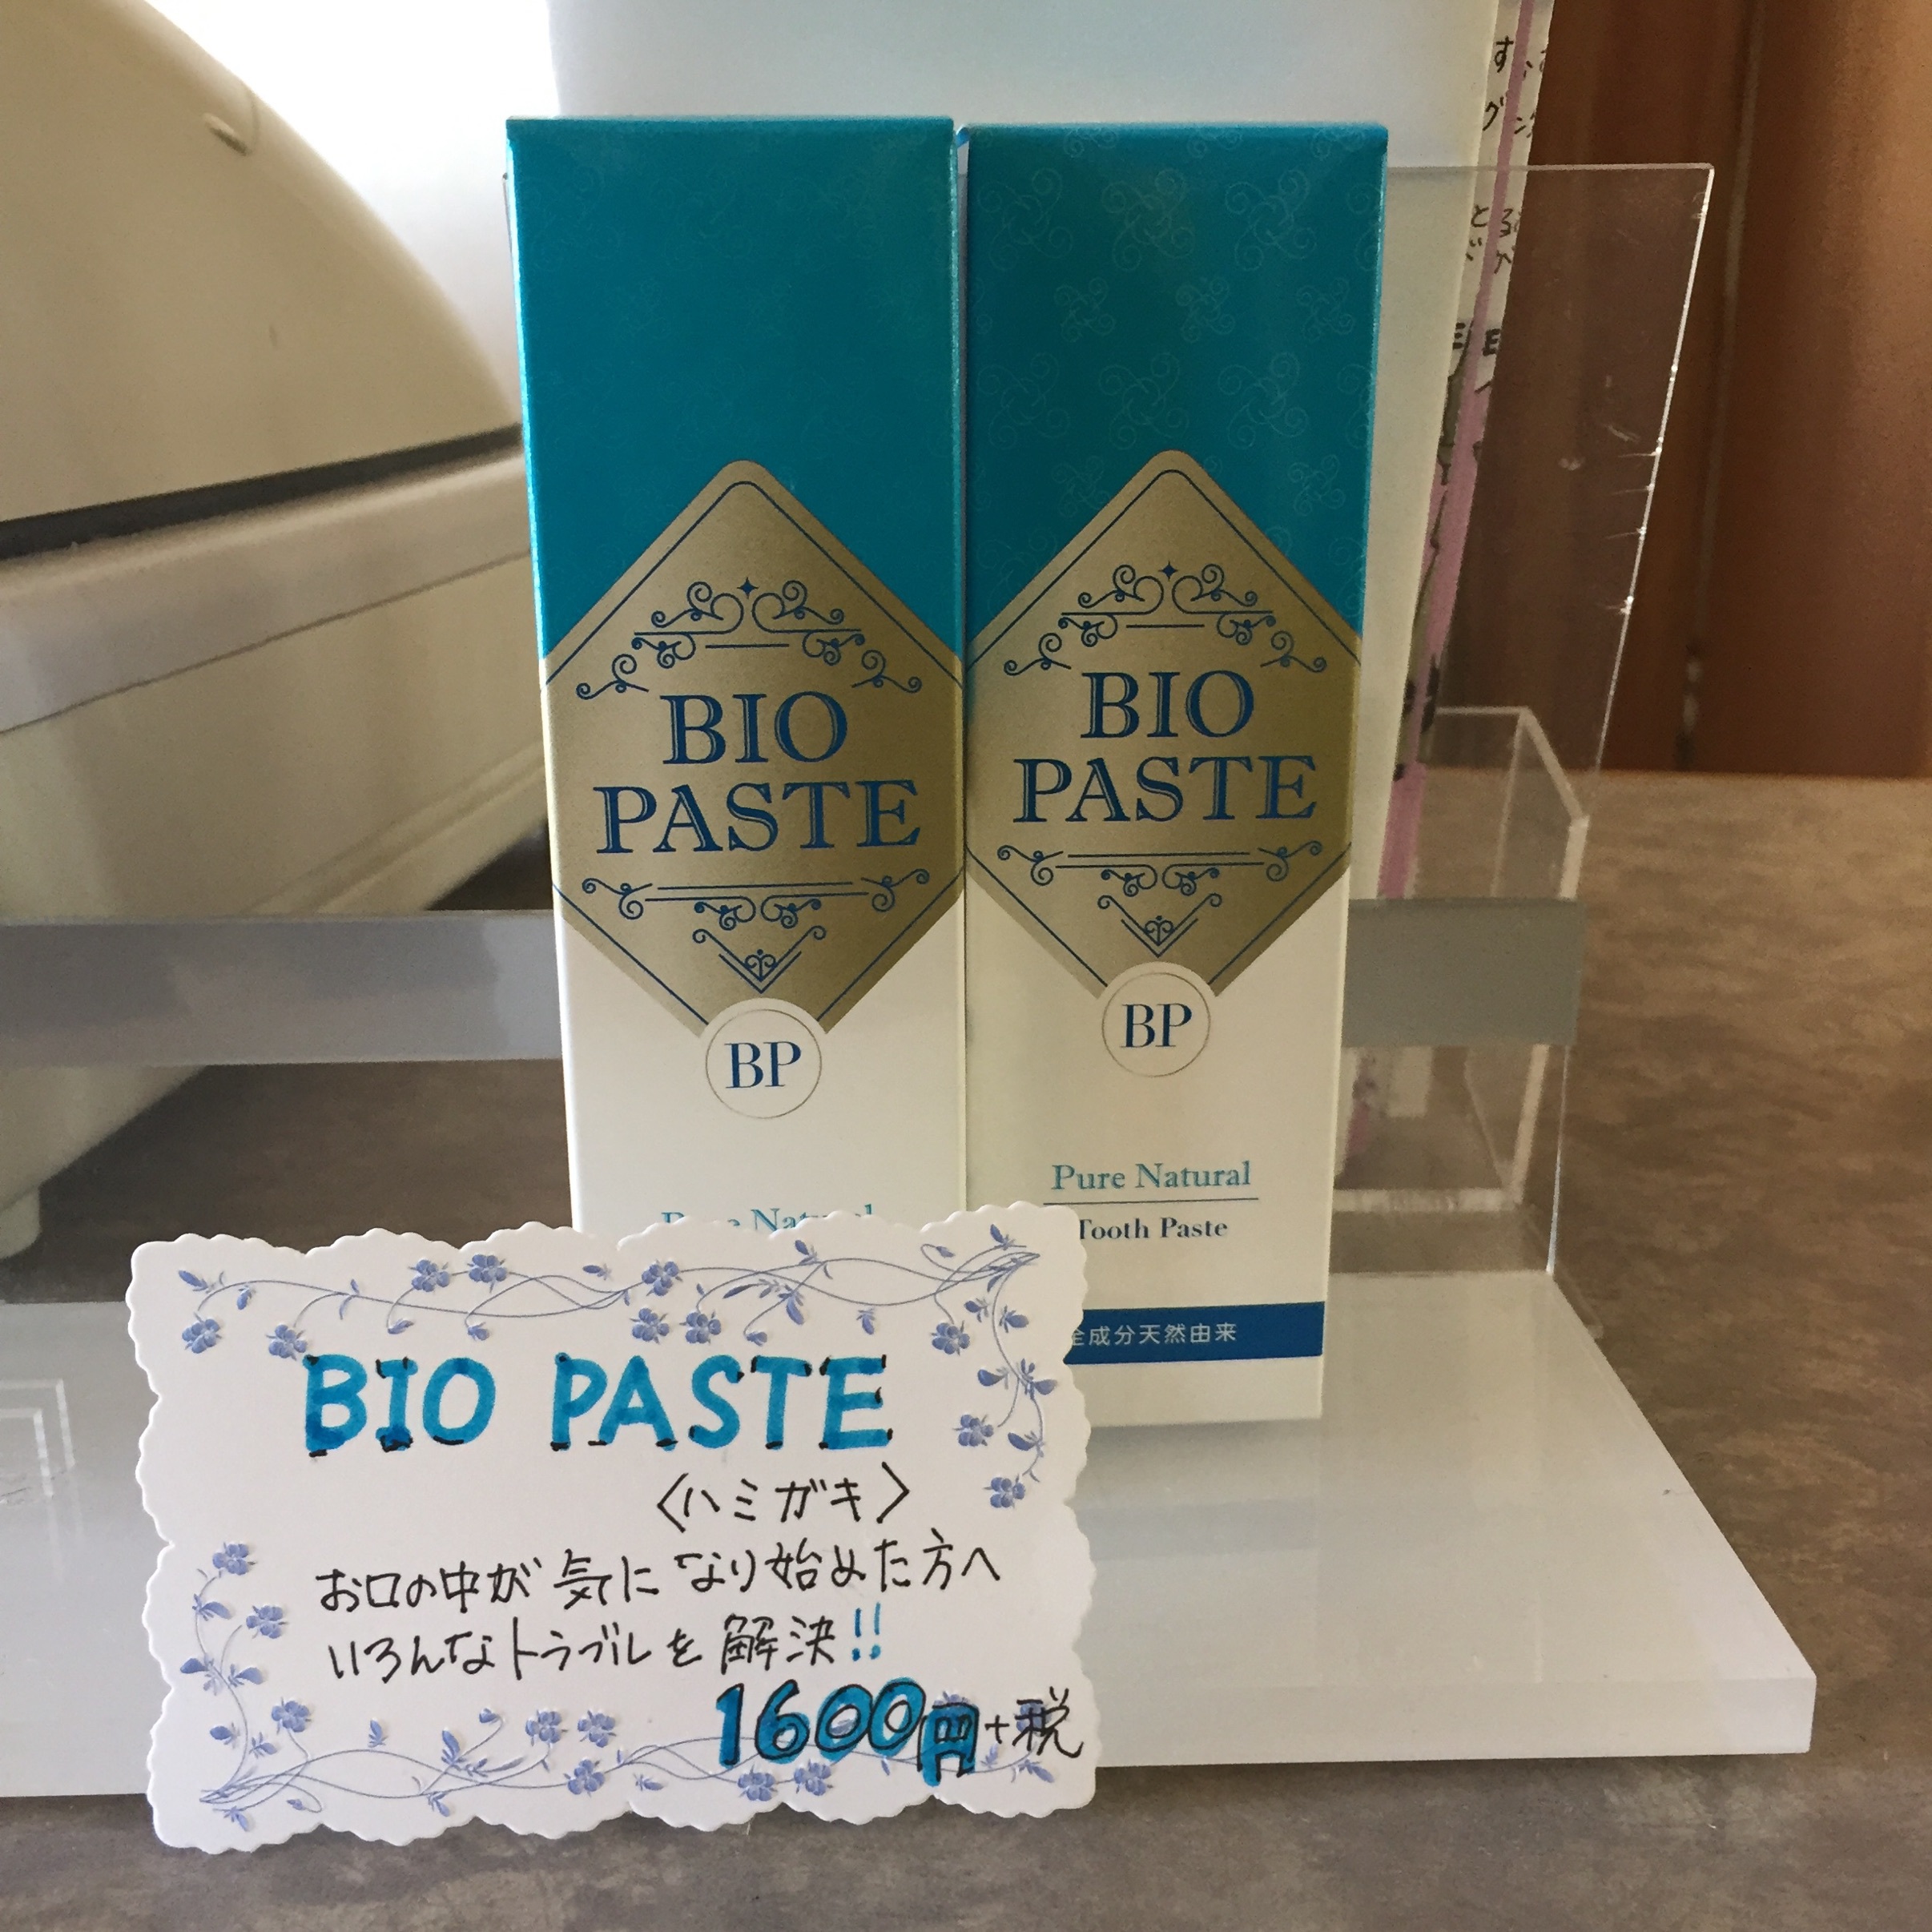 BIO
PASTE
BP
BIO
PASTE
BP
Pure Natural
Tooth Paste
全成分天然由来
BIO PASTE
〈ハミガキ〉
お口の中が気になり始めた方へ
いろんなトラブルを解決!!
1600円+税